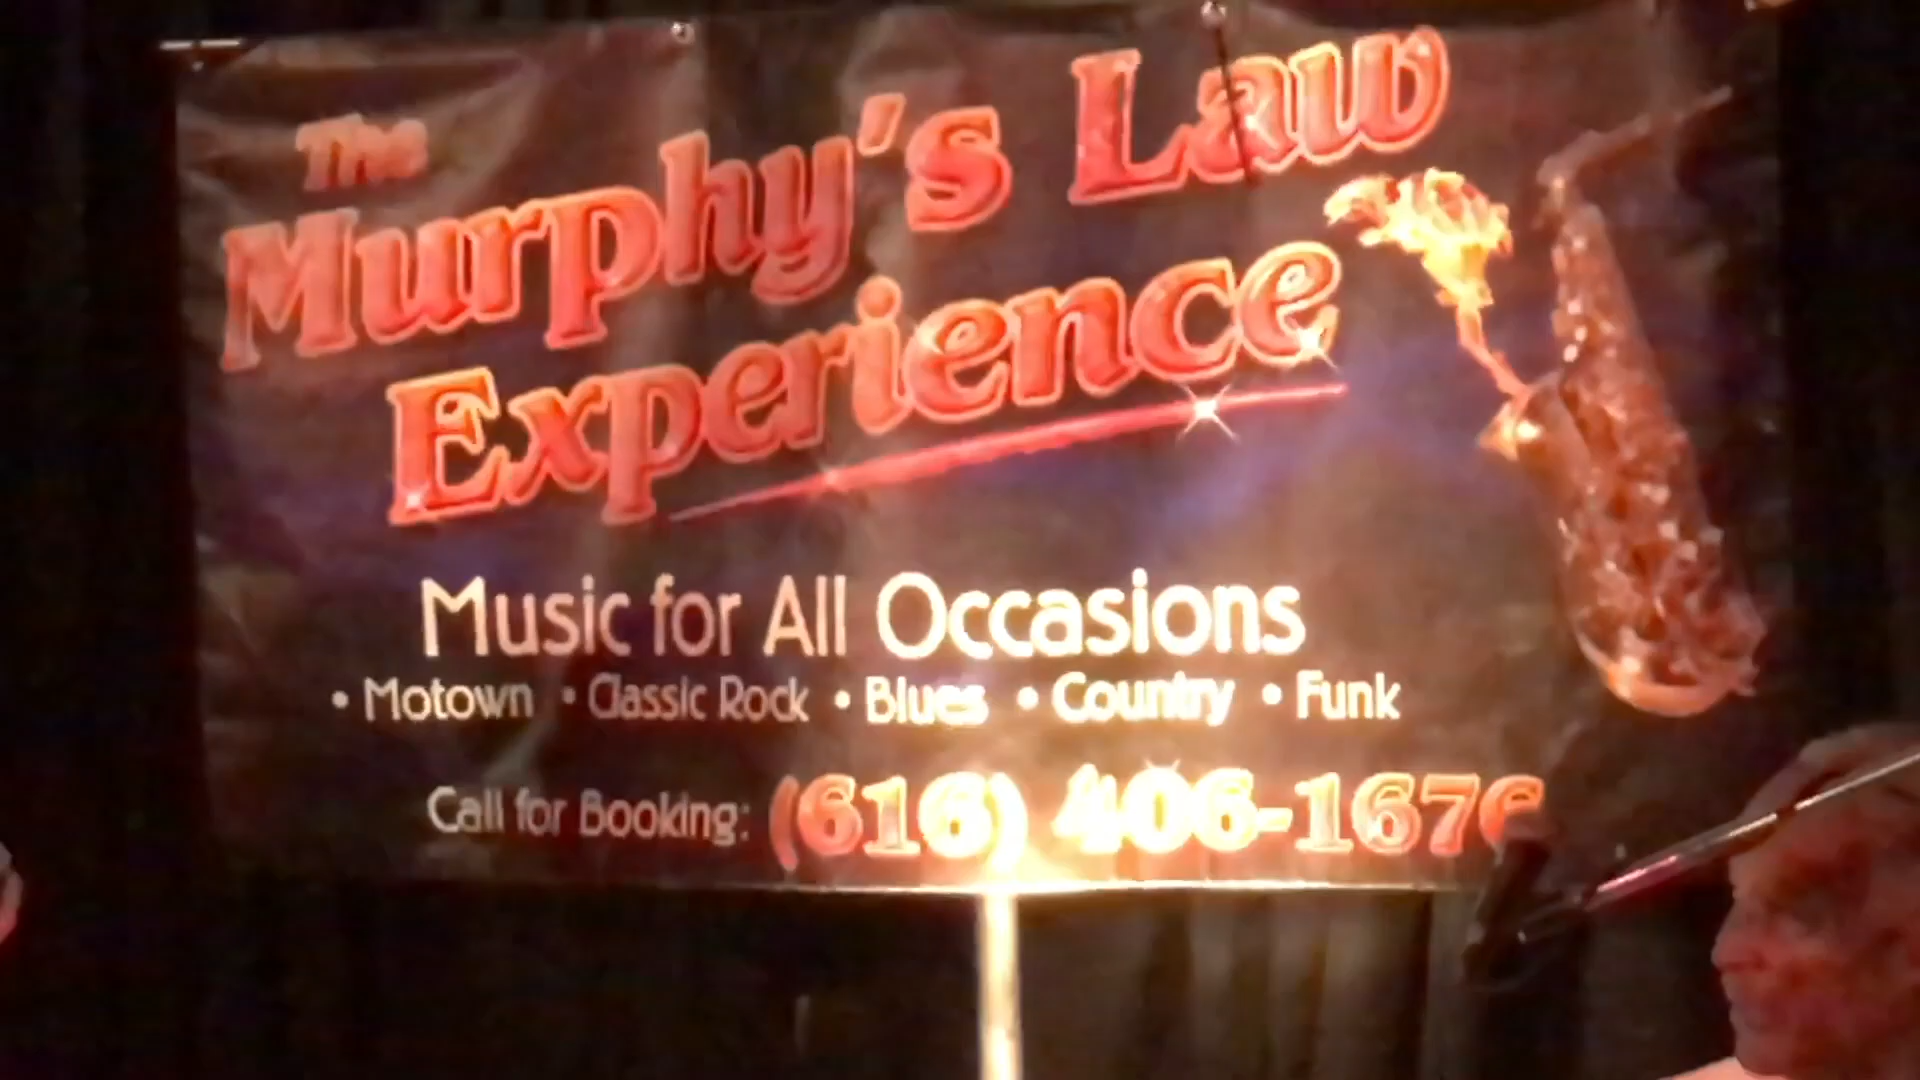 The
Murphy's Law
Experience
Music for All Occasions
• Motown • Classic Rock • Blues • Country • Funk
Call for Booking: (616) 406-1676